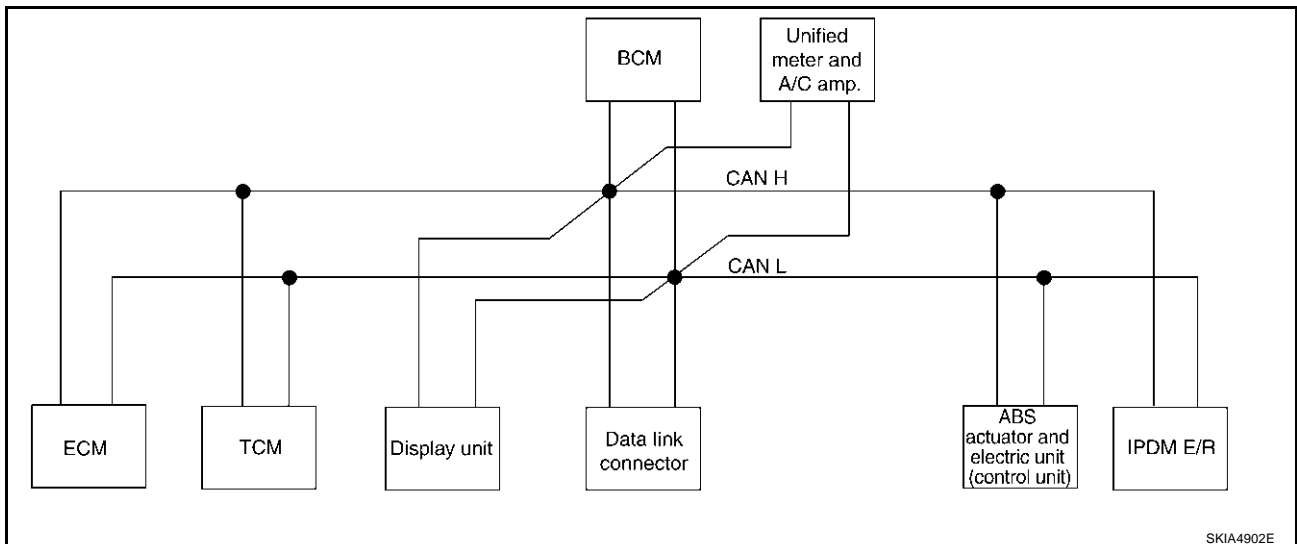 BCM
Unified
meter and
A/C amp.
CAN H
CAN L
ECM
TCM
Display unit
Data link
connector
ABS
actuator and
electric unit
(control unit)
IPDM E/R
SKIA4902E